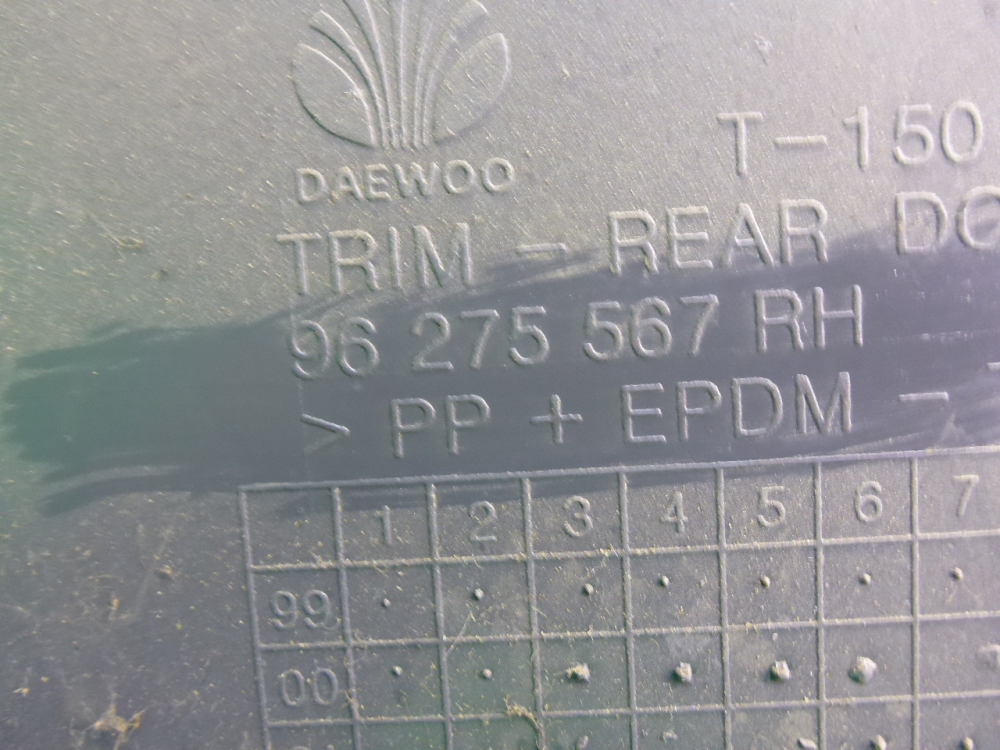 DAEWOO
T-150
TRIM - REAR
96 275 567 RH
> PP + EPDM -
1 2 3 4 5 6 7
99
00